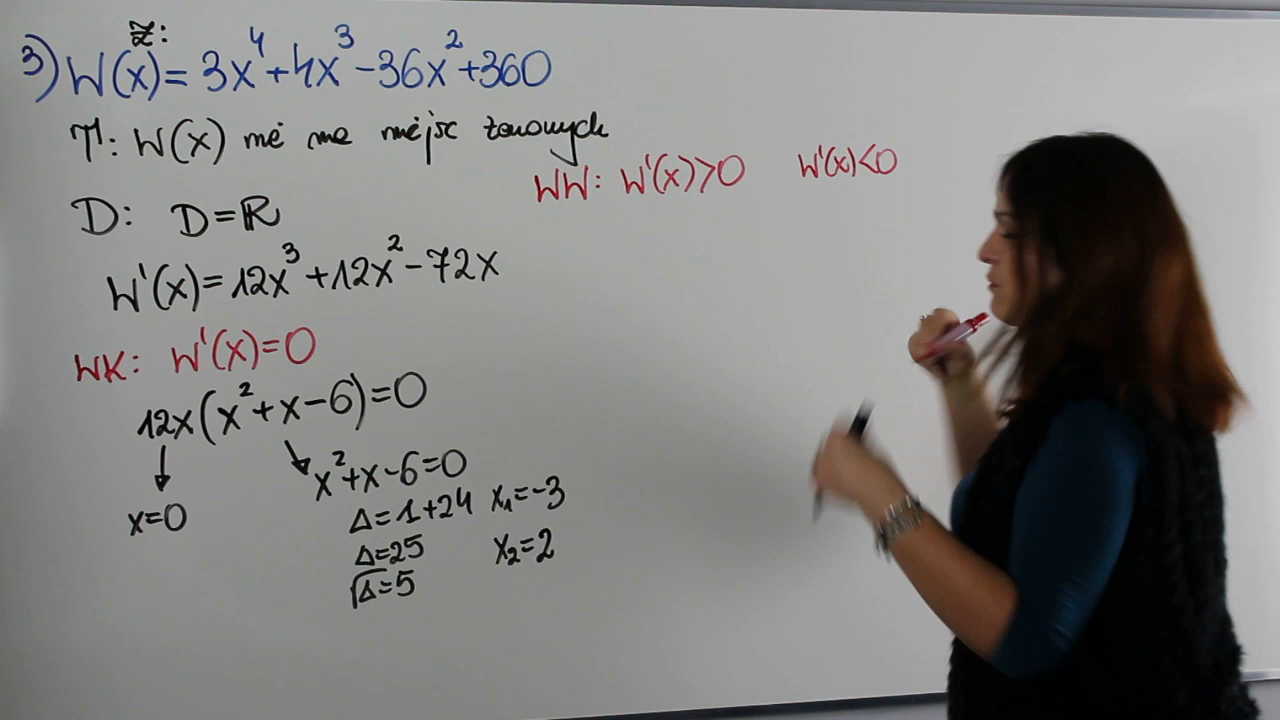 Z:
3) W(x) = 3x⁴+4x³-36x²+360
T: W(x) nie ma miejsc zerowych
WW: W'(x)>0 W'(x)<0
D: D=ℝ
W'(x)=12x³+12x²-72x
WK: W'(x)=0
12x(x²+x-6)=0
x²+x-6=0
x=0
Δ=1+24 x₁=-3
Δ=25 x₂=2
√Δ=5